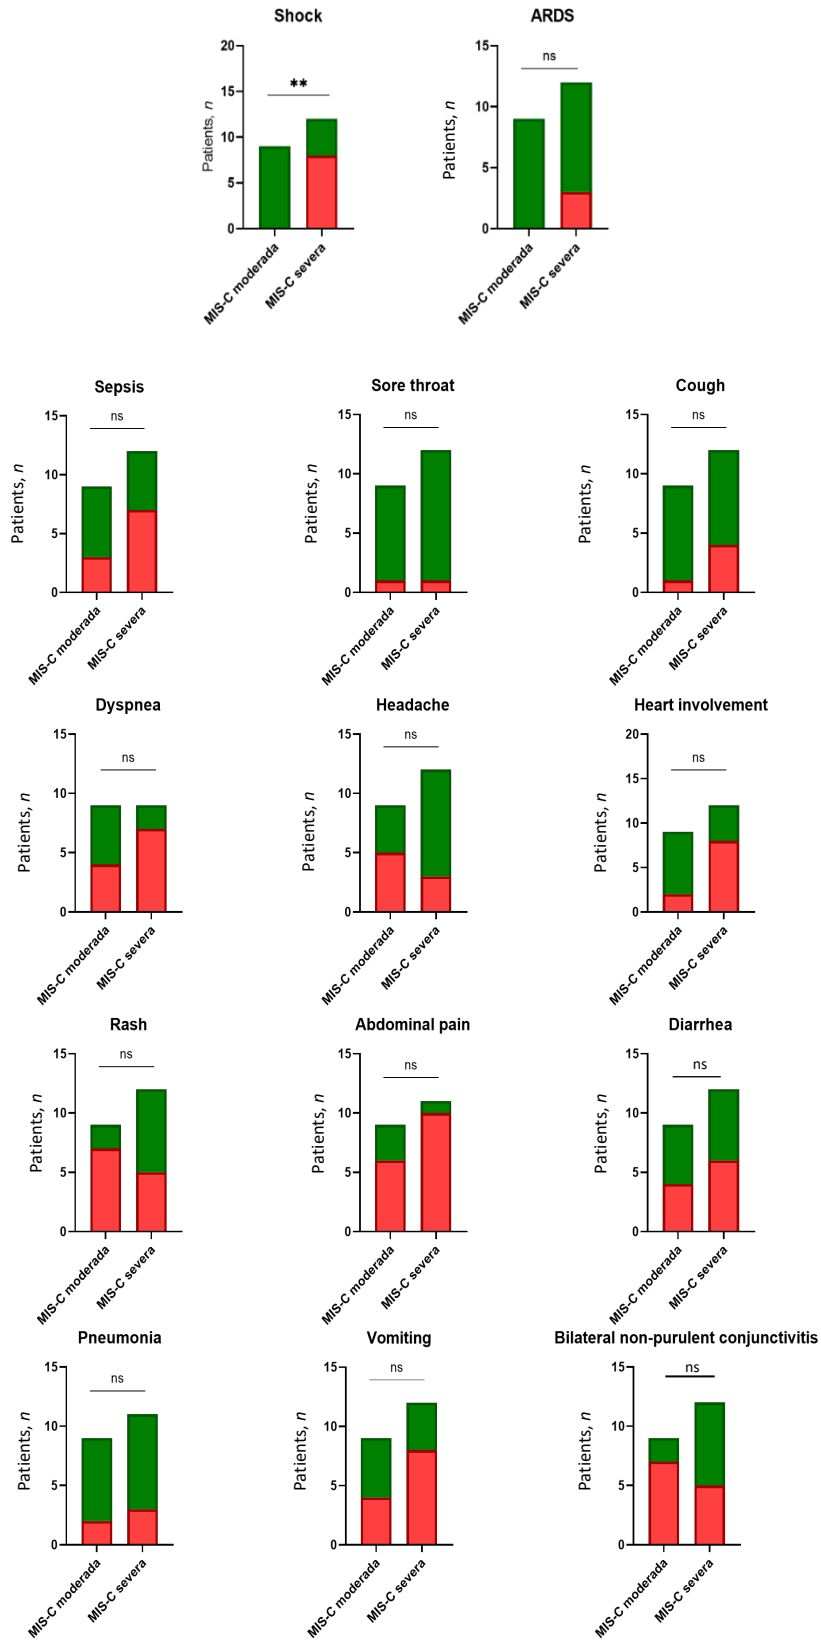 Shock
20
15
10
5
0
Patients, n
**
MIS-C moderada
MIS-C severa
ARDS
15
10
5
0
Patients, n
ns
MIS-C moderada
MIS-C severa
Sepsis
15
10
5
0
Patients, n
ns
MIS-C moderada
MIS-C severa
Sore throat
15
10
5
0
Patients, n
ns
MIS-C moderada
MIS-C severa
Cough
15
10
5
0
Patients, n
ns
MIS-C moderada
MIS-C severa
Dyspnea
15
10
5
0
Patients, n
ns
MIS-C moderada
MIS-C severa
Headache
15
10
5
0
Patients, n
ns
MIS-C moderada
MIS-C severa
Heart involvement
20
15
10
5
0
Patients, n
ns
MIS-C moderada
MIS-C severa
Rash
15
10
5
0
Patients, n
ns
MIS-C moderada
MIS-C severa
Abdominal pain
15
10
5
0
Patients, n
ns
MIS-C moderada
MIS-C severa
Diarrhea
15
10
5
0
Patients, n
ns
MIS-C moderada
MIS-C severa
Pneumonia
15
10
5
0
Patients, n
ns
MIS-C moderada
MIS-C severa
Vomiting
15
10
5
0
Patients, n
ns
MIS-C moderada
MIS-C severa
Bilateral non-purulent conjunctivitis
15
10
5
0
Patients, n
ns
MIS-C moderada
MIS-C severa